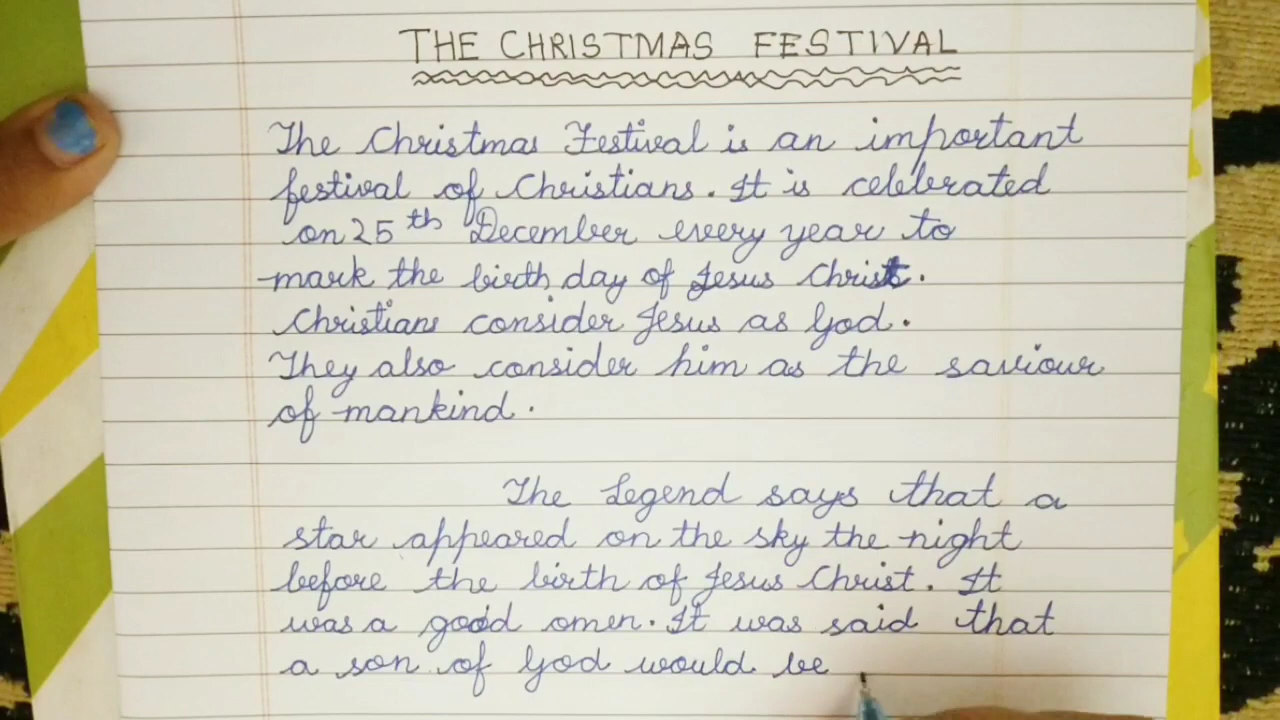 THE CHRISTMAS FESTIVAL
The Christmas Festival is an important
festival of Christians. It is celebrated
on 25th December every year to
mark the birth day of Jesus Christ.
Christians consider Jesus as God.
They also consider him as the saviour
of mankind.
The Legend says that a
star appeared on the sky the night
before the birth of Jesus Christ. It
was a good omen. It was said that
a son of God would be